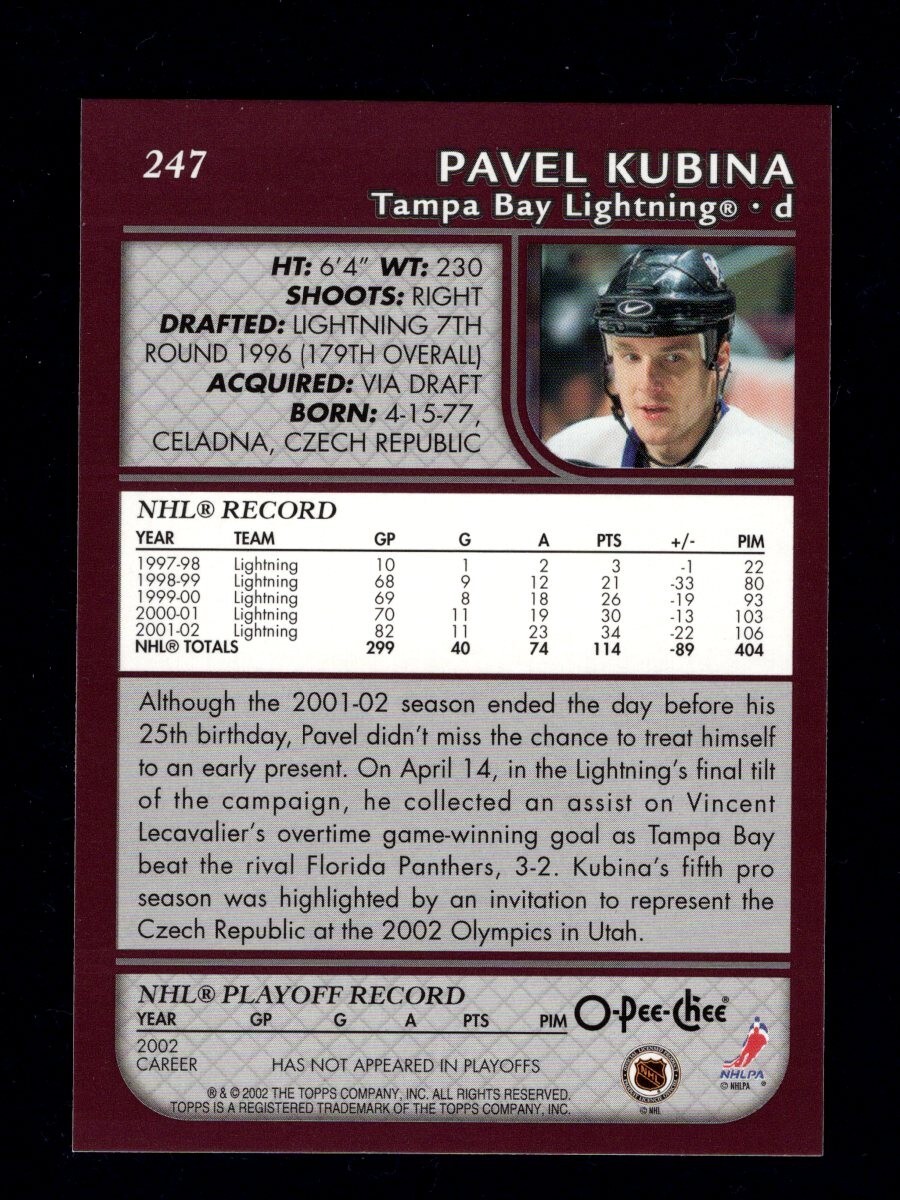 247
PAVEL KUBINA
Tampa Bay Lightning® · d
HT: 6'4" WT: 230
SHOOTS: RIGHT
DRAFTED: LIGHTNING 7TH
ROUND 1996 (179TH OVERALL)
ACQUIRED: VIA DRAFT
BORN: 4-15-77,
CELADNA, CZECH REPUBLIC
NHL® RECORD
YEAR TEAM GP G A PTS +/- PIM
1997-98 Lightning 10 1 2 3 -1 22
1998-99 Lightning 68 9 12 21 -33 80
1999-00 Lightning 69 8 18 26 -19 93
2000-01 Lightning 70 11 19 30 -13 103
2001-02 Lightning 82 11 23 34 -22 106
NHL® TOTALS 299 40 74 114 -89 404
Although the 2001-02 season ended the day before his
25th birthday, Pavel didn't miss the chance to treat himself
to an early present. On April 14, in the Lightning's final tilt
of the campaign, he collected an assist on Vincent
Lecavalier's overtime game-winning goal as Tampa Bay
beat the rival Florida Panthers, 3-2. Kubina's fifth pro
season was highlighted by an invitation to represent the
Czech Republic at the 2002 Olympics in Utah.
NHL® PLAYOFF RECORD
YEAR GP G A PTS PIM
O-Pee-Chee®
2002
CAREER HAS NOT APPEARED IN PLAYOFFS
® & © 2002 THE TOPPS COMPANY, INC. ALL RIGHTS RESERVED.
TOPPS IS A REGISTERED TRADEMARK OF THE TOPPS COMPANY, INC.
NHL
© NHL
NHLPA
© NHLPA ®